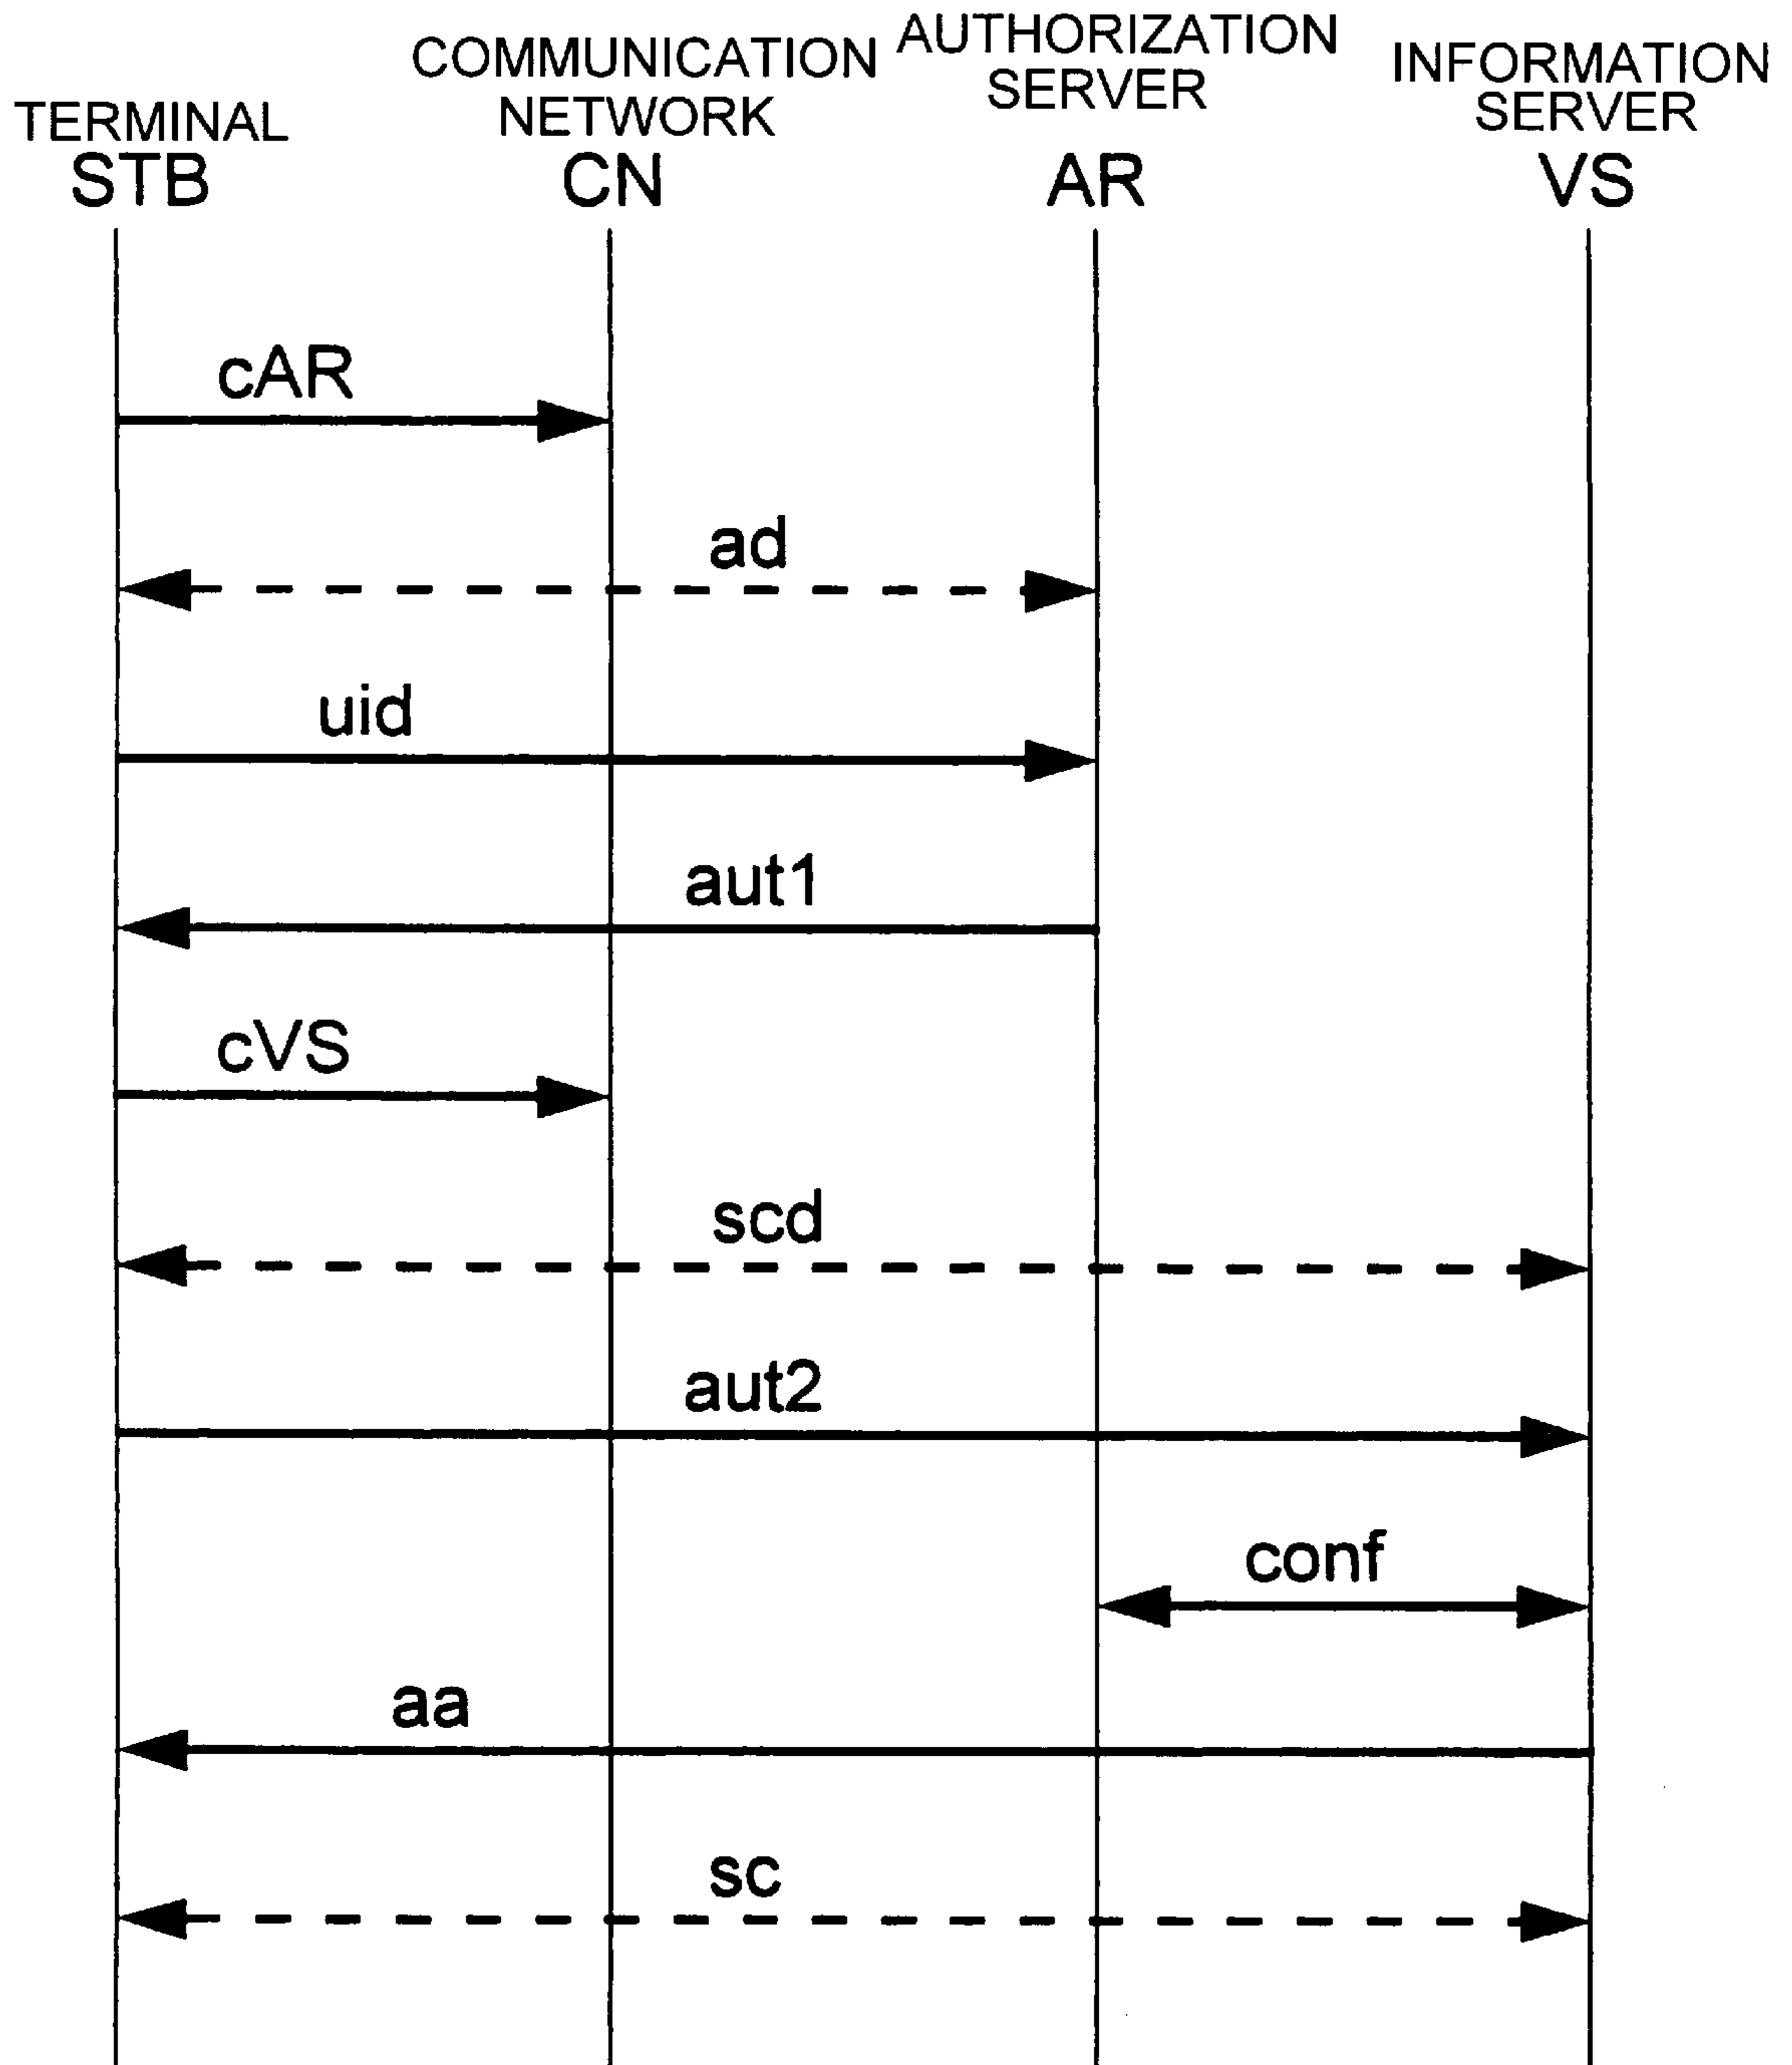 TERMINAL
STB
COMMUNICATION
NETWORK
CN
AUTHORIZATION
SERVER
AR
INFORMATION
SERVER
VS
cAR
ad
uid
aut1
cVS
scd
aut2
conf
aa
sc